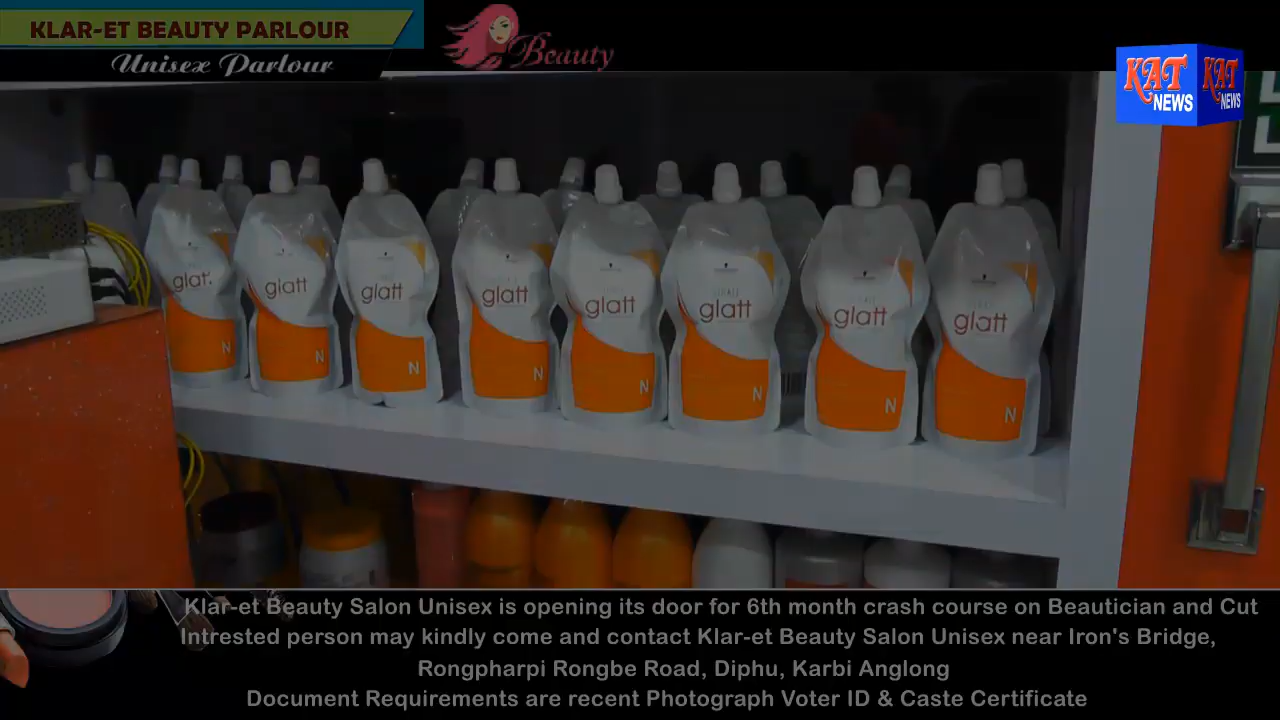 KLAR-ET BEAUTY PARLOUR
Unisex Parlour
Beauty
KAT
NEWS
KAT
NEWS
glatt
glatt
glatt
glatt
glatt
glatt
glatt
glatt
N
N
N
N
N
N
N
N
Klar-et Beauty Salon Unisex is opening its door for 6th month crash course on Beautician and Cut
Intrested person may kindly come and contact Klar-et Beauty Salon Unisex near Iron's Bridge,
Rongpharpi Rongbe Road, Diphu, Karbi Anglong
Document Requirements are recent Photograph Voter ID & Caste Certificate